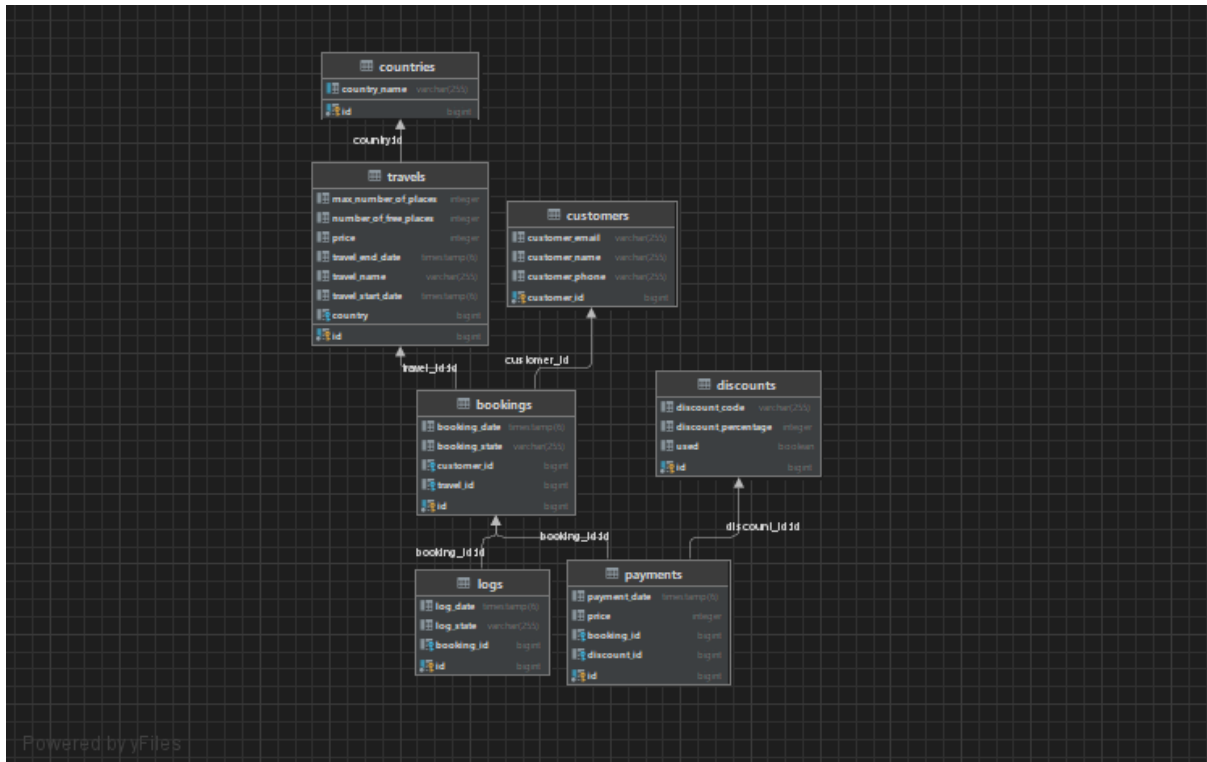 countries
country_name varchar(255)
id bigint
country:id
travels
max_number_of_places integer
number_of_free_places integer
price integer
travel_end_date timestamp(6)
travel_name varchar(255)
travel_start_date timestamp(6)
country bigint
id bigint
customers
customer_email varchar(255)
customer_name varchar(255)
customer_phone varchar(255)
customer_id bigint
travel_id:id
customer_id
bookings
booking_date timestamp(6)
booking_state varchar(255)
customer_id bigint
travel_id bigint
id bigint
discounts
discount_code varchar(255)
discount_percentage integer
used boolean
id bigint
booking_id:id
booking_id:id
discount_id:id
logs
log_date timestamp(6)
log_state varchar(255)
booking_id bigint
id bigint
payments
payment_date timestamp(6)
price integer
booking_id bigint
discount_id bigint
id bigint
Powered by yFiles